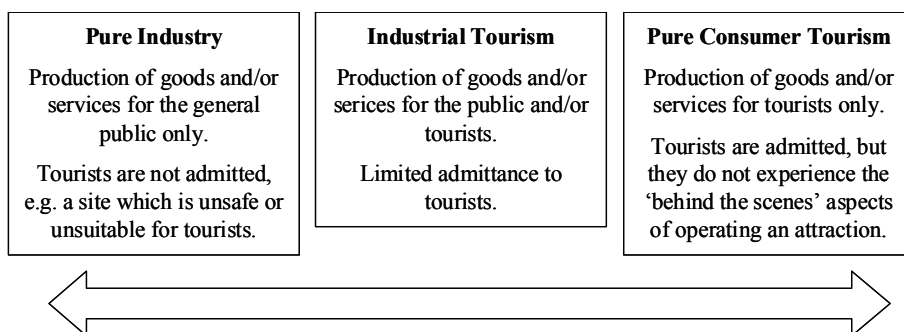 Pure Industry
Production of goods and/or
services for the general
public only.
Tourists are not admitted,
e.g. a site which is unsafe or
unsuitable for tourists.
Industrial Tourism
Production of goods and/or
serices for the public and/or
tourists.
Limited admittance to
tourists.
Pure Consumer Tourism
Production of goods and/or
services for tourists only.
Tourists are admitted, but
they do not experience the
‘behind the scenes’ aspects
of operating an attraction.